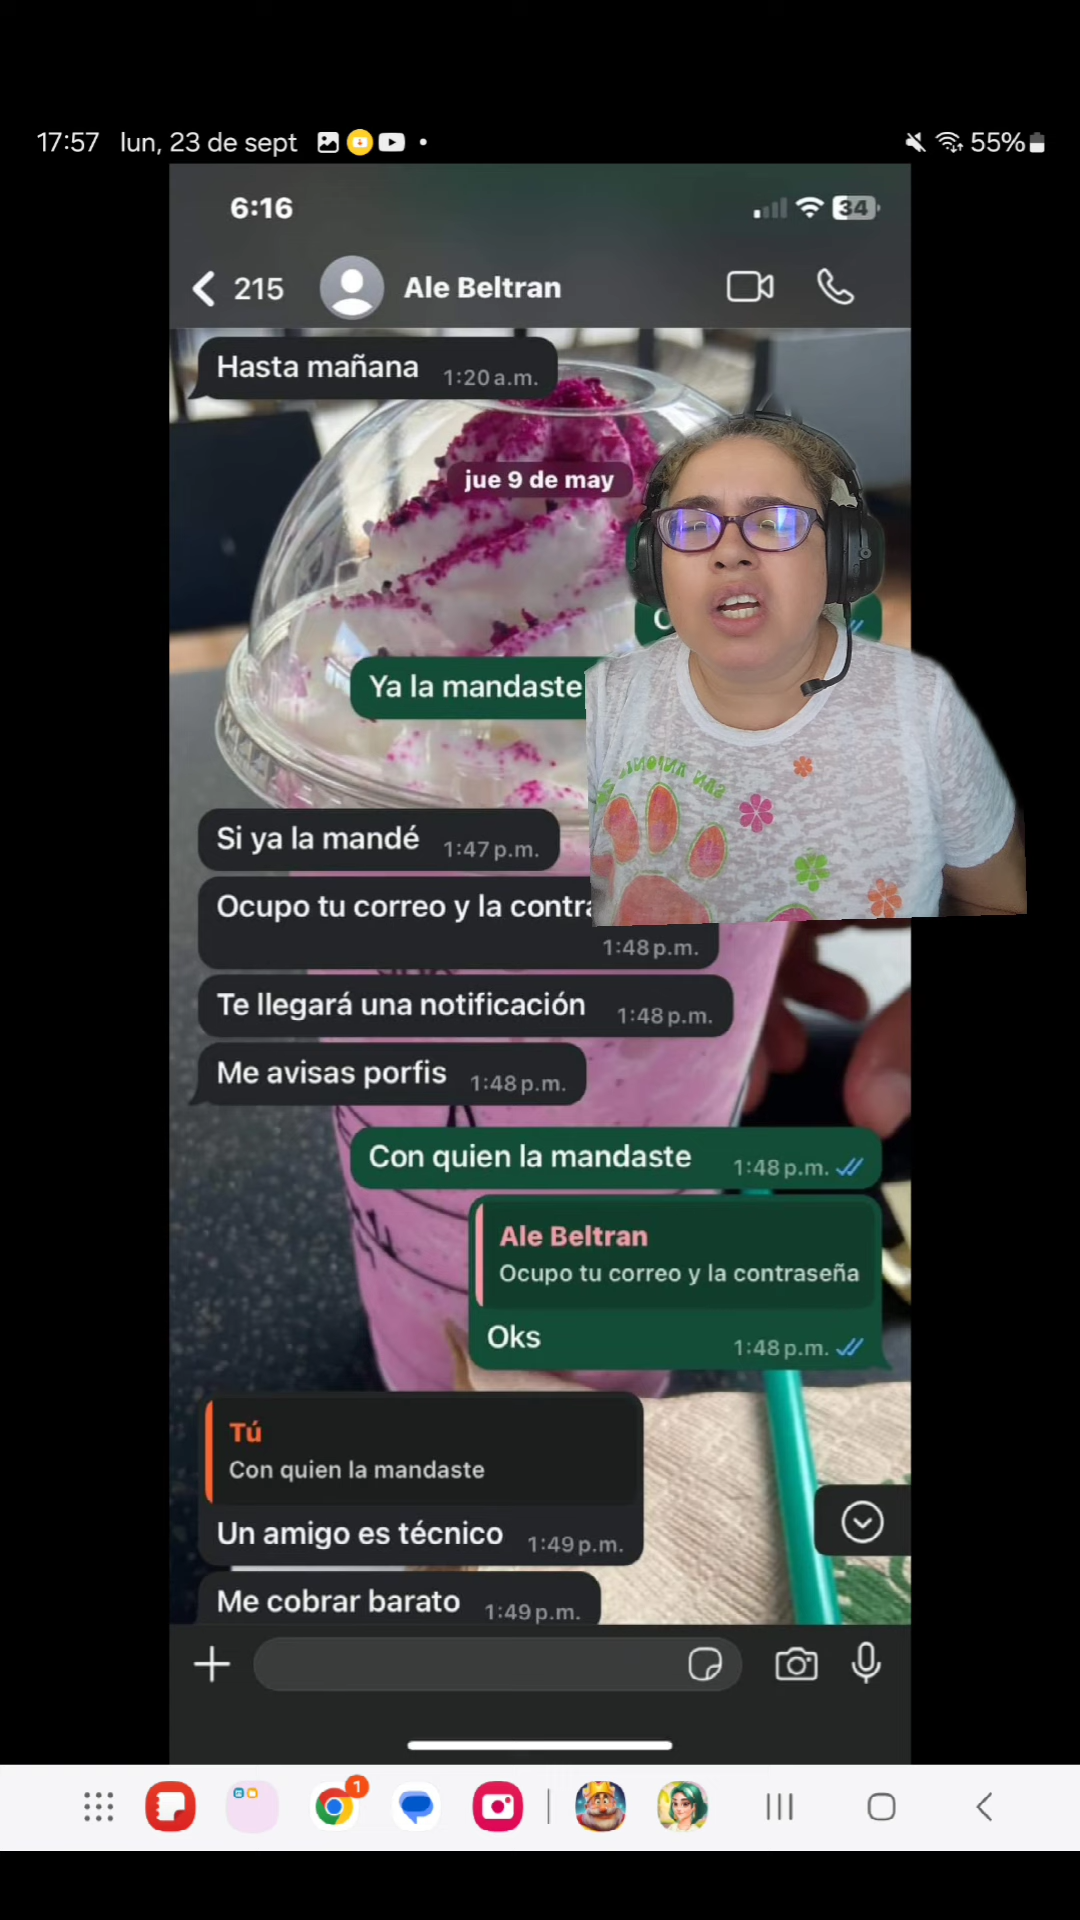 17:57 lun, 23 de sept
55%
6:16
34
215
Ale Beltran
Hasta mañana 1:20 a.m.
jue 9 de may
Ya la mandaste
SAN ANTONI
Si ya la mandé 1:47 p.m.
Ocupo tu correo y la
1:48 p.m.
Te llegará una notificación 1:48 p.m.
Me avisas porfis 1:48 p.m.
Con quien la mandaste 1:48 p.m.
Ale Beltran
Ocupo tu correo y la contraseña
Oks 1:48 p.m.
Tú
Con quien la mandaste
Un amigo es técnico 1:49 p.m.
Me cobrar barato 1:49 p.m.
1